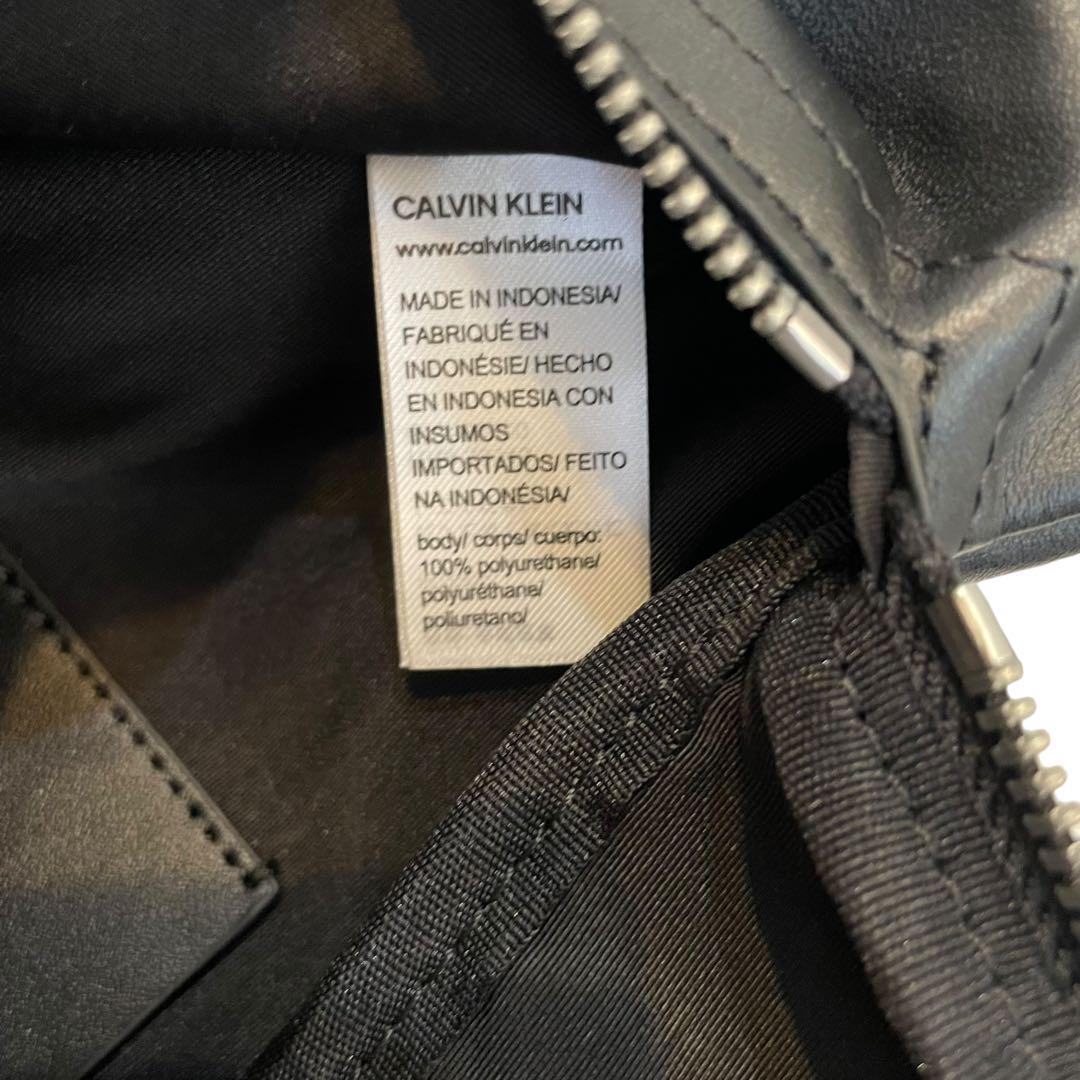 CALVIN KLEIN
www.calvinklein.com
MADE IN INDONESIA/
FABRIQUÉ EN
INDONÉSIE/ HECHO
EN INDONESIA CON
INSUMOS
IMPORTADOS/ FEITO
NA INDONÉSIA/
body/ corps/ cuerpo:
100% polyurethane/
polyuréthane/
poliuretano/